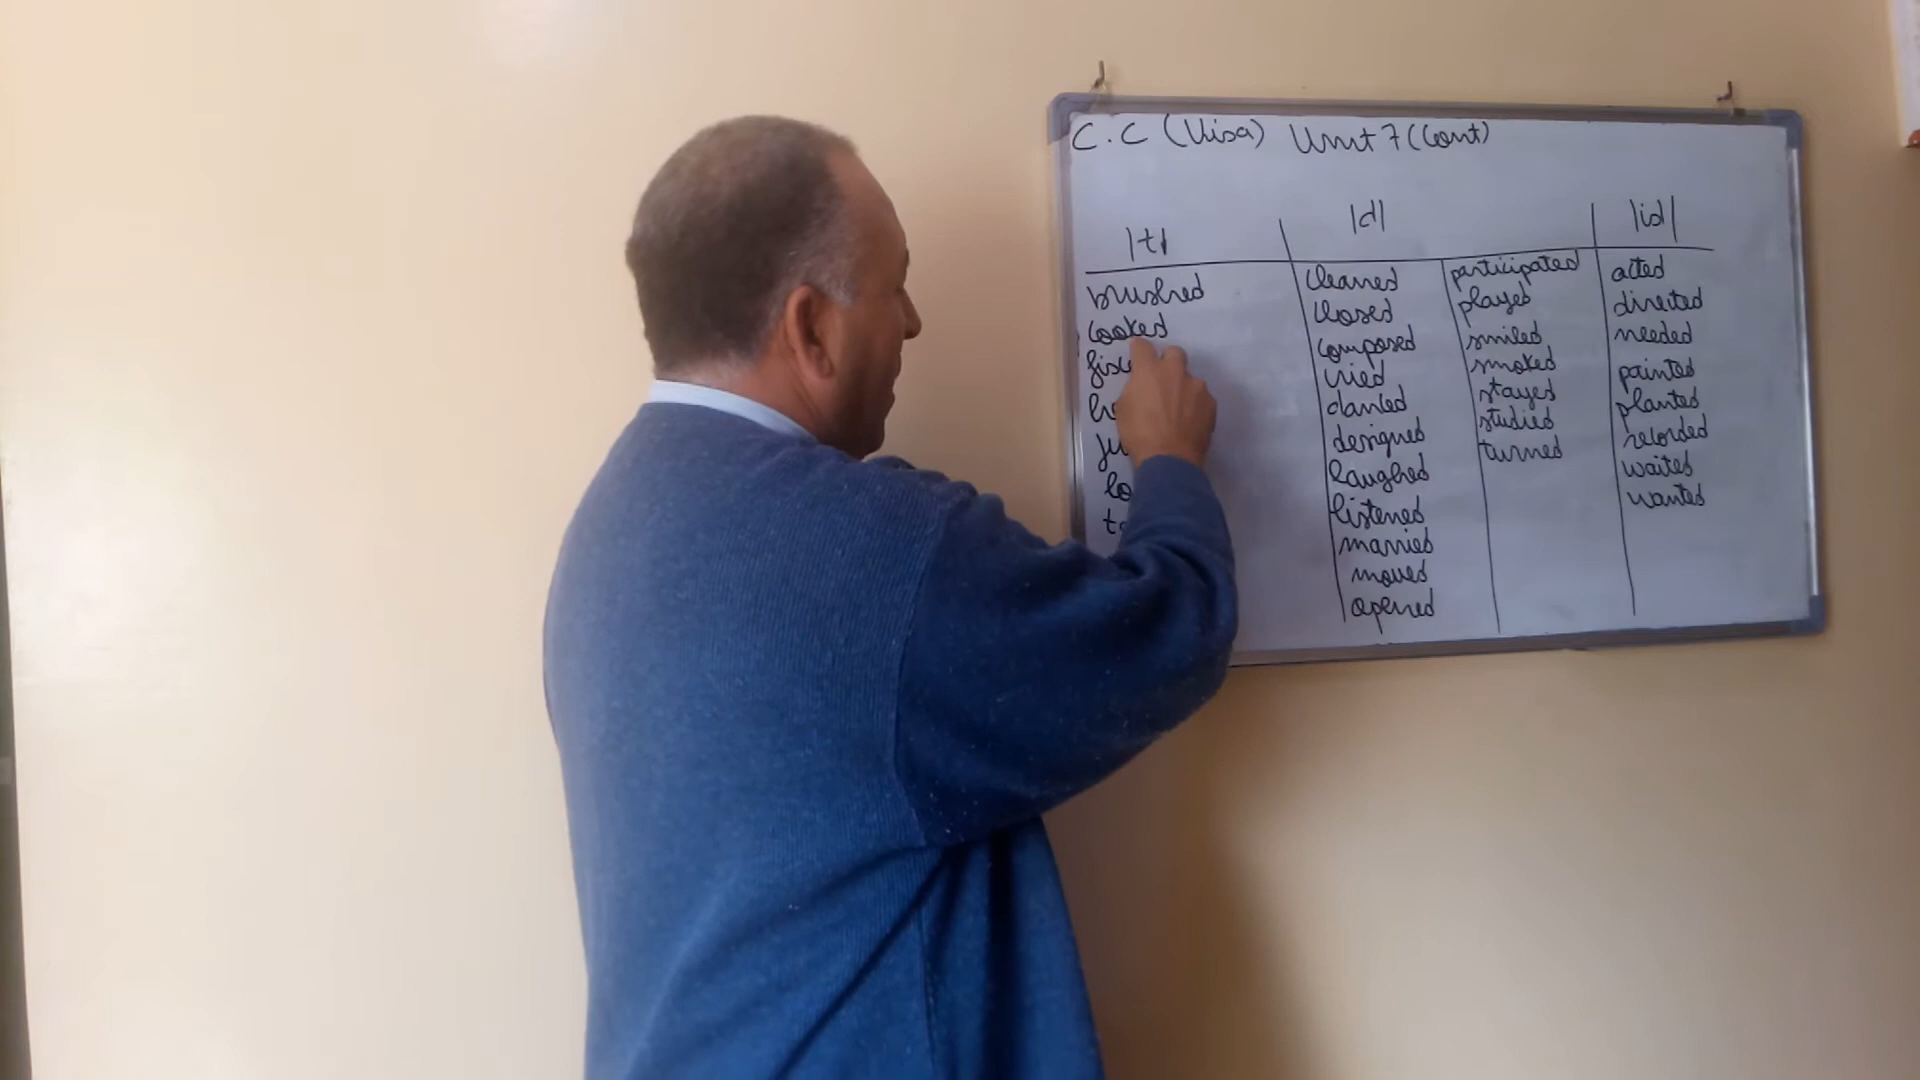 C.C (Visa) Unit 7 (Cont)
|t| |d| |id|
brushed cleaned participated acted
cooked closed played directed
composed smiled needed
cried smoked painted
danced stayed planted
designed studied recorded
laughed turned waited
listened wanted
married
moved
opened